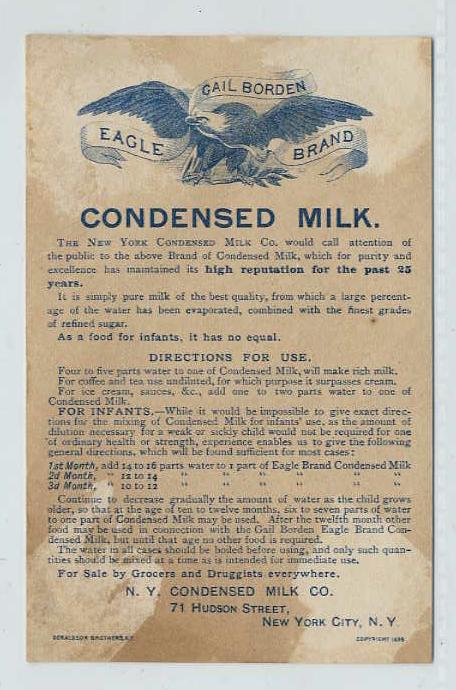 GAIL BORDEN
EAGLE BRAND
CONDENSED MILK.
THE NEW YORK CONDENSED MILK CO. would call attention of
the public to the above Brand of Condensed Milk, which for purity and
excellence has maintained its high reputation for the past 25
years.
It is simply pure milk of the best quality, from which a large percent-
age of the water has been evaporated, combined with the finest grades
of refined sugar.
As a food for infants, it has no equal.
DIRECTIONS FOR USE.
Four to five parts water to one of Condensed Milk, will make rich milk.
For coffee and tea use undiluted, for which purpose it surpasses cream.
For ice cream, sauces, &c., add one to two parts water to one of
Condensed Milk.
FOR INFANTS.—While it would be impossible to give exact direc-
tions for the mixing of Condensed Milk for infants' use, as the amount of
dilution necessary for a weak or sickly child would not be required for one
of ordinary health or strength, experience enables us to give the following
general directions, which will be found sufficient for most cases:
1st Month, add 14 to 16 parts water to 1 part of Eagle Brand Condensed Milk
2d Month, " 12 to 14 " " " " " "
3d Month, " 10 to 12 " " " " " "
Continue to decrease gradually the amount of water as the child grows
older, so that at the age of ten to twelve months, six to seven parts of water
to one part of Condensed Milk may be used. After the twelfth month other
food may be used in connection with the Gail Borden Eagle Brand Con-
densed Milk, but until that age no other food is required.
The water in all cases should be boiled before using, and only such quan-
tities should be mixed at a time as is intended for immediate use.
For Sale by Grocers and Druggists everywhere.
N. Y. CONDENSED MILK CO.
71 HUDSON STREET,
NEW YORK CITY, N. Y.
DONALDSON BROTHERS, N.Y. COPYRIGHT